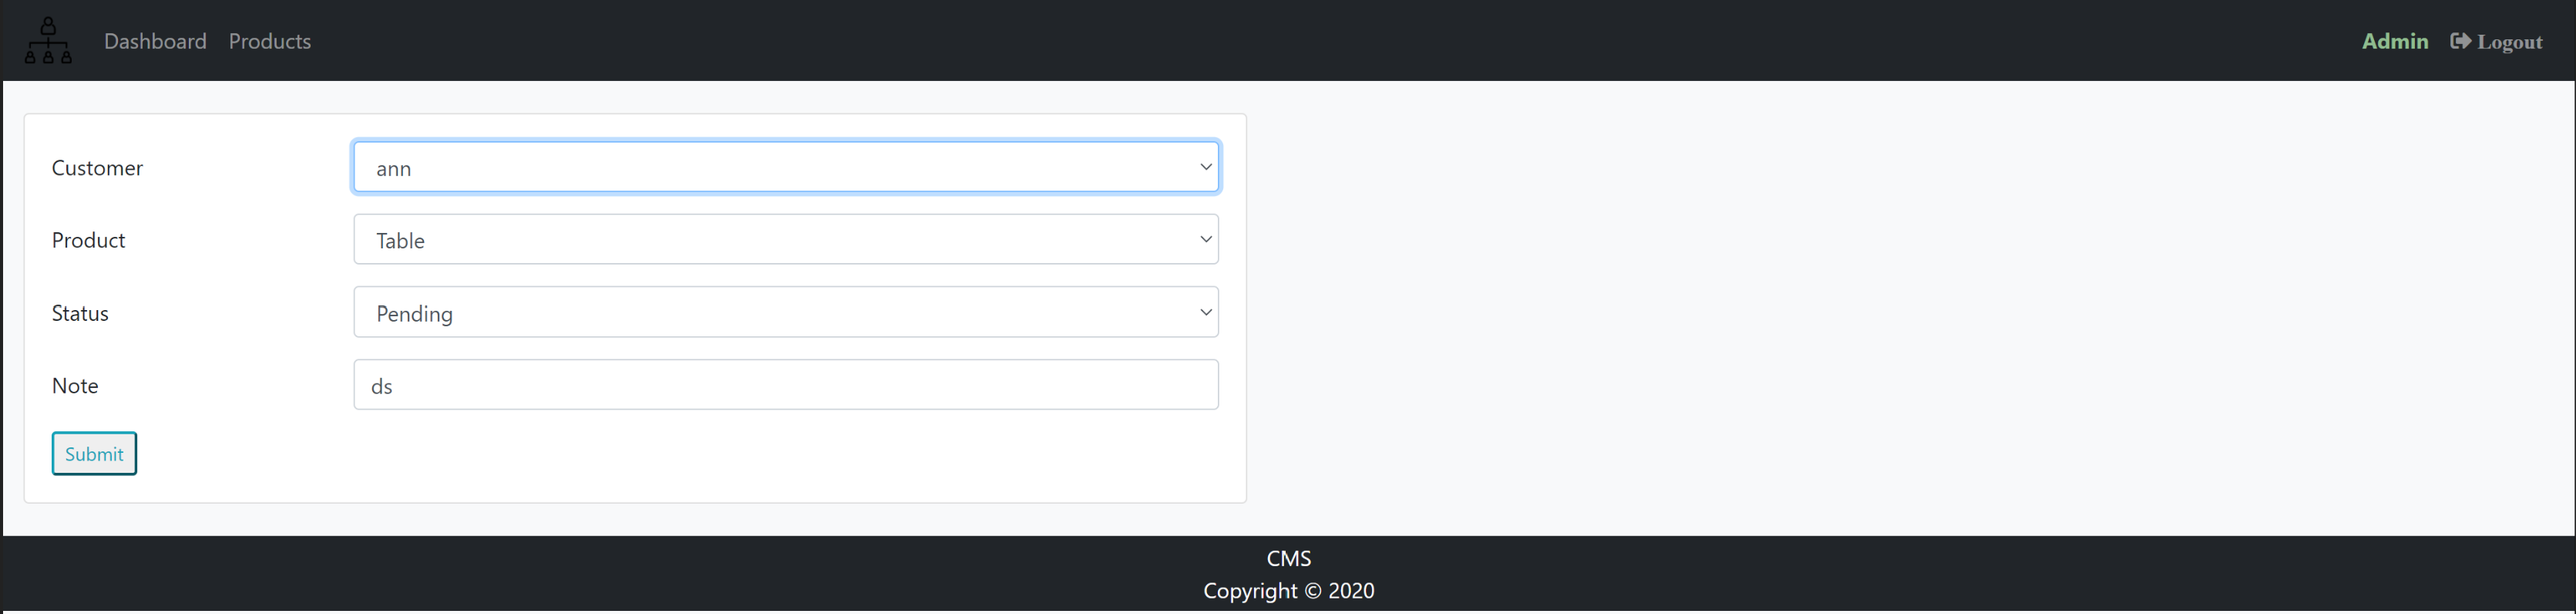 Dashboard Products Admin Logout
Customer ann
Product Table
Status Pending
Note ds
Submit
CMS
Copyright © 2020